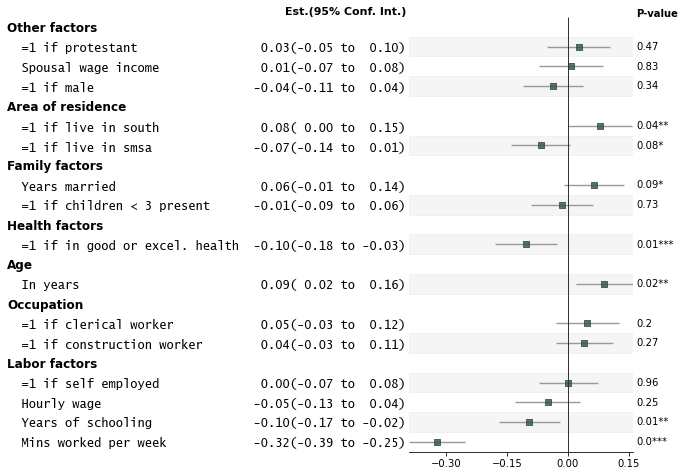 Est.(95% Conf. Int.) P-value
Other factors
=1 if protestant 0.03(−0.05 to 0.10) 0.47
Spousal wage income 0.01(−0.07 to 0.08) 0.83
=1 if male −0.04(−0.11 to 0.04) 0.34
Area of residence
=1 if live in south 0.08( 0.00 to 0.15) 0.04**
=1 if live in smsa −0.07(−0.14 to 0.01) 0.08*
Family factors
Years married 0.06(−0.01 to 0.14) 0.09*
=1 if children < 3 present −0.01(−0.09 to 0.06) 0.73
Health factors
=1 if in good or excel. health −0.10(−0.18 to −0.03) 0.01***
Age
In years 0.09( 0.02 to 0.16) 0.02**
Occupation
=1 if clerical worker 0.05(−0.03 to 0.12) 0.2
=1 if construction worker 0.04(−0.03 to 0.11) 0.27
Labor factors
=1 if self employed 0.00(−0.07 to 0.08) 0.96
Hourly wage −0.05(−0.13 to 0.04) 0.25
Years of schooling −0.10(−0.17 to −0.02) 0.01**
Mins worked per week −0.32(−0.39 to −0.25) 0.0***
−0.30 −0.15 0.00 0.15